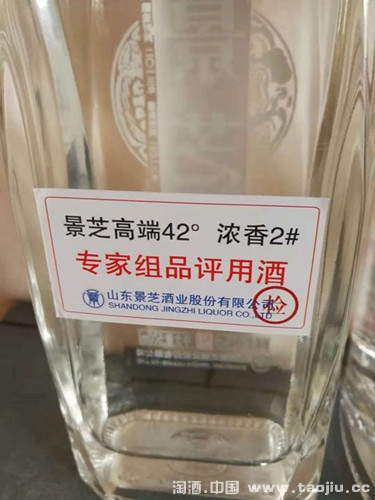 景芝高端42° 浓香2#
专家组品评用酒
山东景芝酒业股份有限公司
SHANDONG JINGZHI LIQUOR CO.,LTD
检
淘酒.中国 www.taojiu.cc